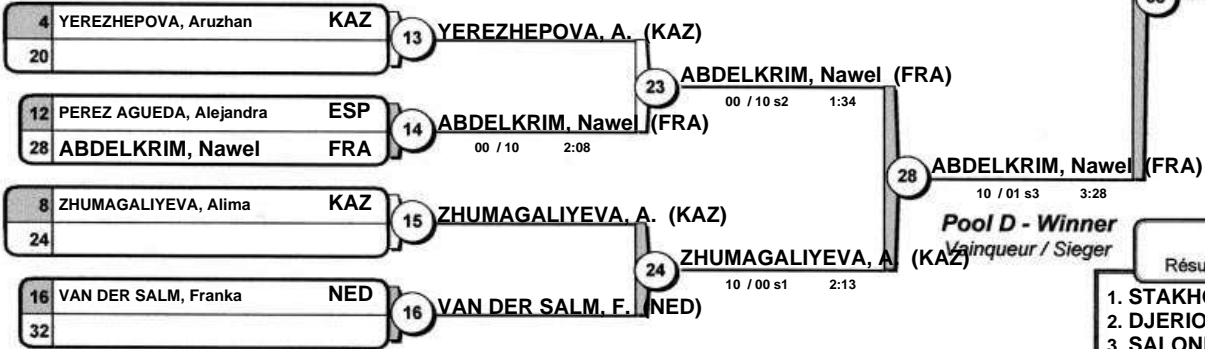 4 YEREZHEPOVA, Aruzhan KAZ
20
13 YEREZHEPOVA, A. (KAZ)
23 ABDELKRIM, Nawel (FRA)
00 / 10 s2 1:34
12 PEREZ AGUEDA, Alejandra ESP
28 ABDELKRIM, Nawel FRA
14 ABDELKRIM, Nawel (FRA)
00 / 10 2:08
28 ABDELKRIM, Nawel (FRA)
10 / 01 s3 3:28
Pool D - Winner
Vainqueur / Sieger
8 ZHUMAGALIYEVA, Alima KAZ
24
15 ZHUMAGALIYEVA, A. (KAZ)
24 ZHUMAGALIYEVA, A. (KAZ)
10 / 00 s1 2:13
16 VAN DER SALM, Franka NED
32
16 VAN DER SALM, F. (NED)
1.
2.
3.